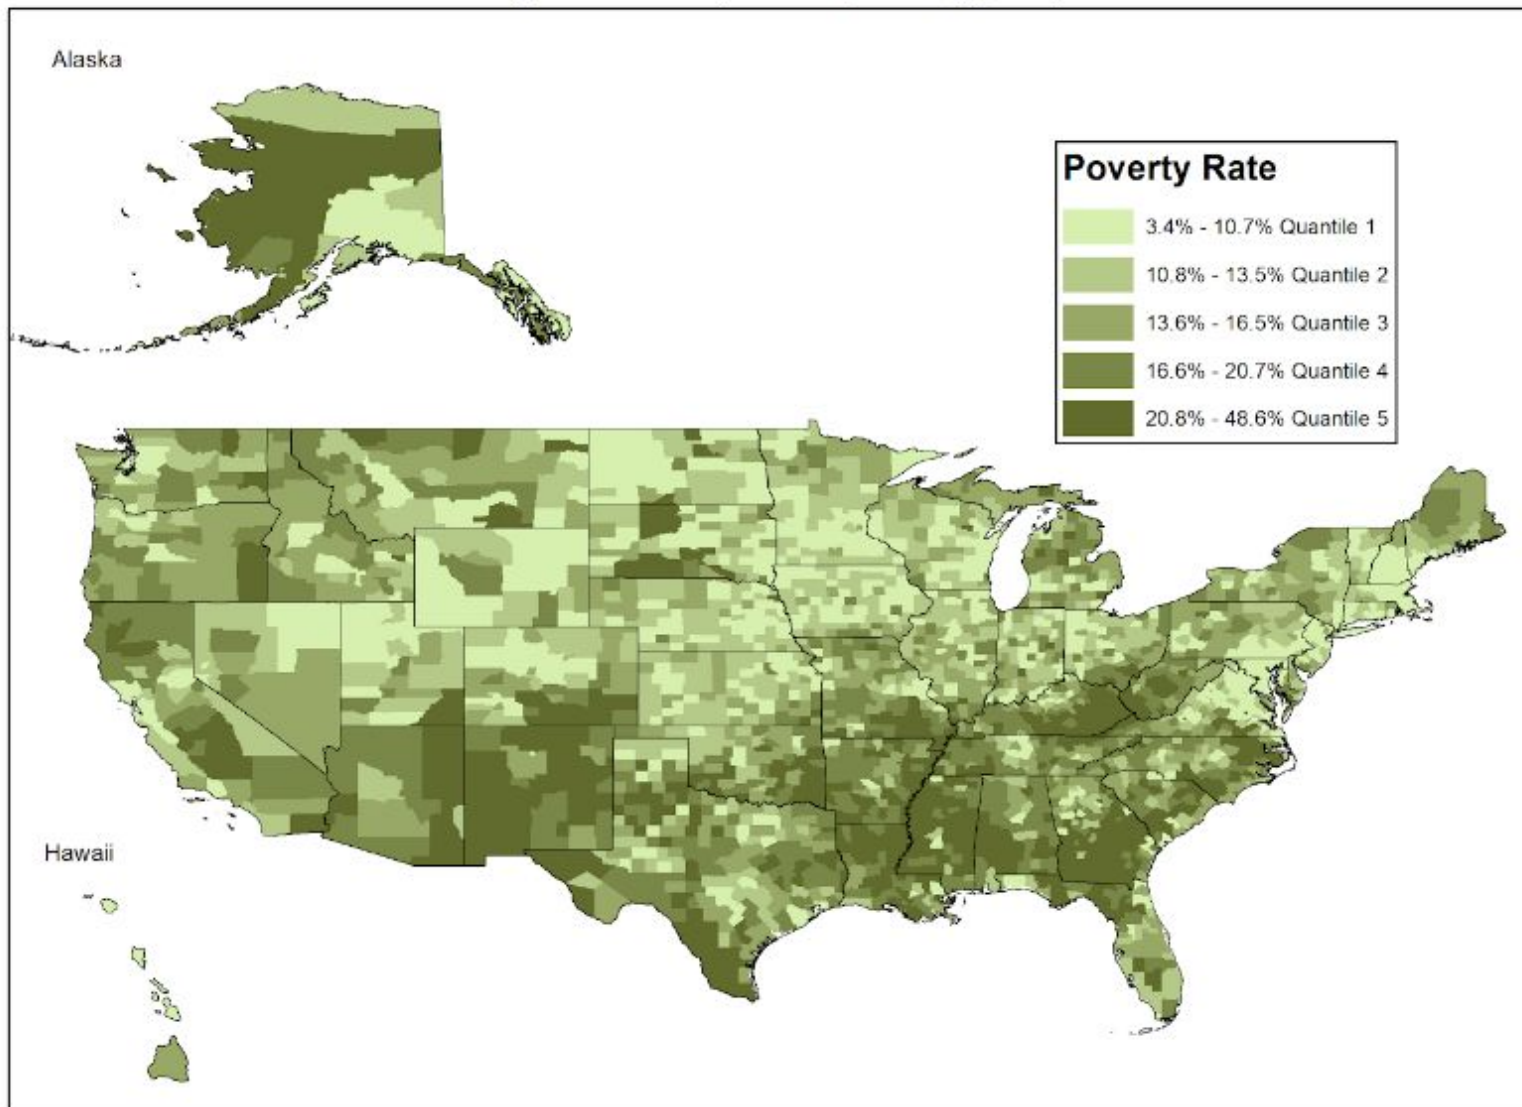 Alaska
Poverty Rate
3.4% - 10.7% Quantile 1
10.8% - 13.5% Quantile 2
13.6% - 16.5% Quantile 3
16.6% - 20.7% Quantile 4
20.8% - 48.6% Quantile 5
Hawaii